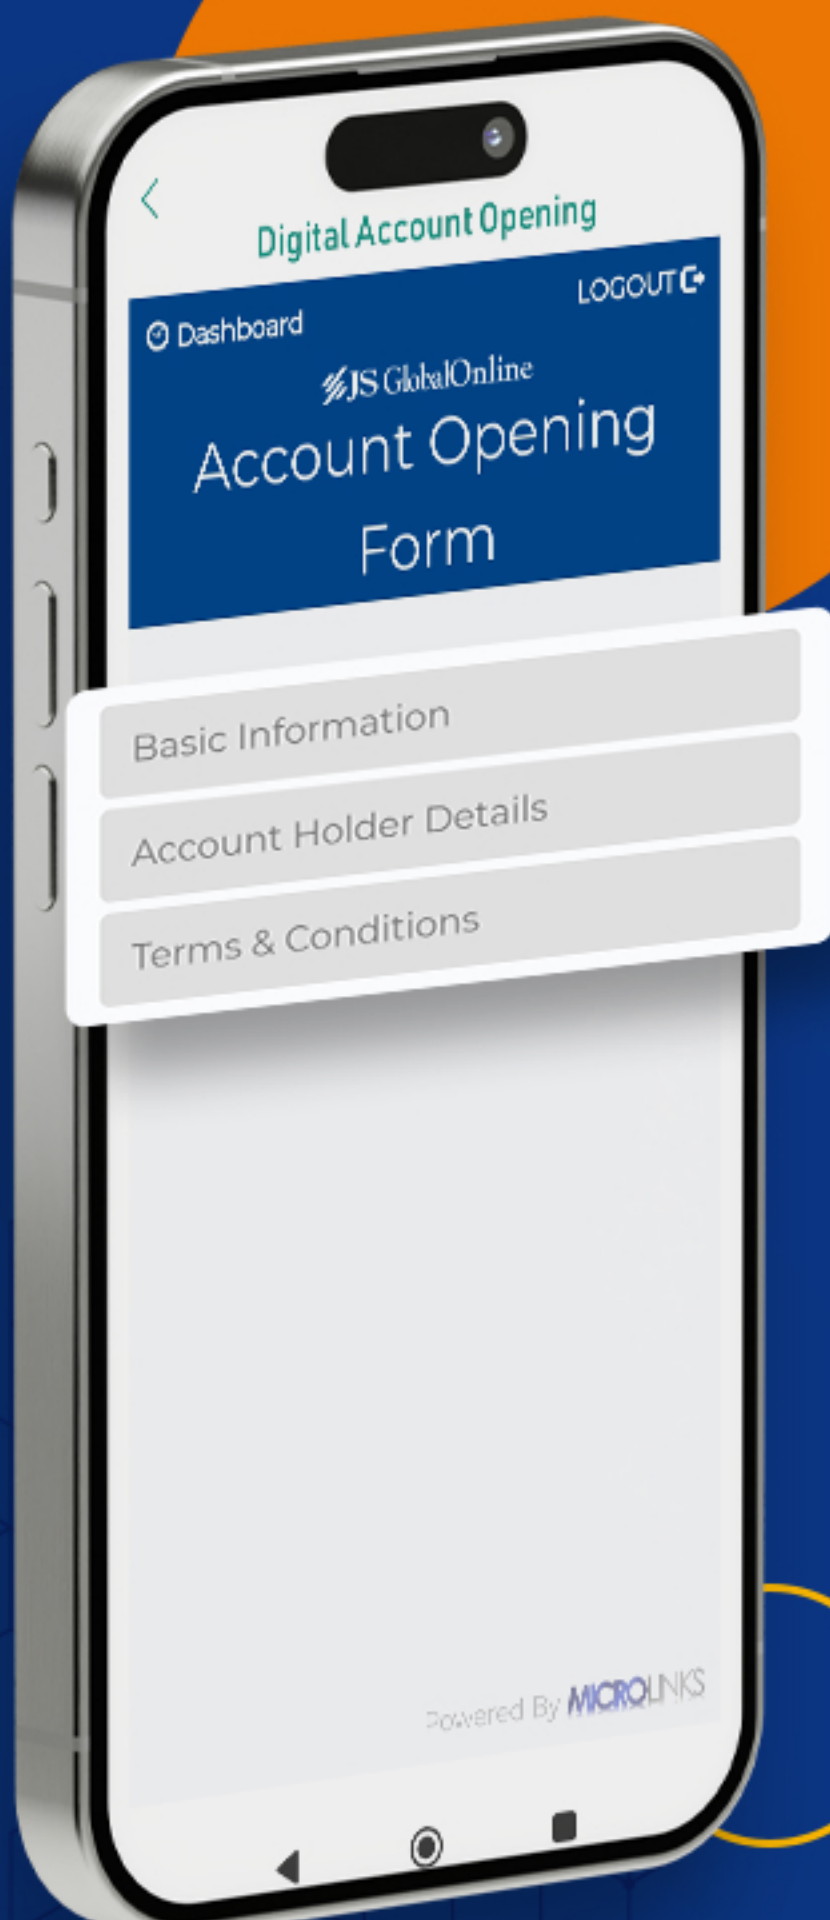 Digital Account Opening
Dashboard
LOGOUT
JS GlobalOnline
Account Opening
Form
Basic Information
Account Holder Details
Terms & Conditions
Powered By MICROLINKS